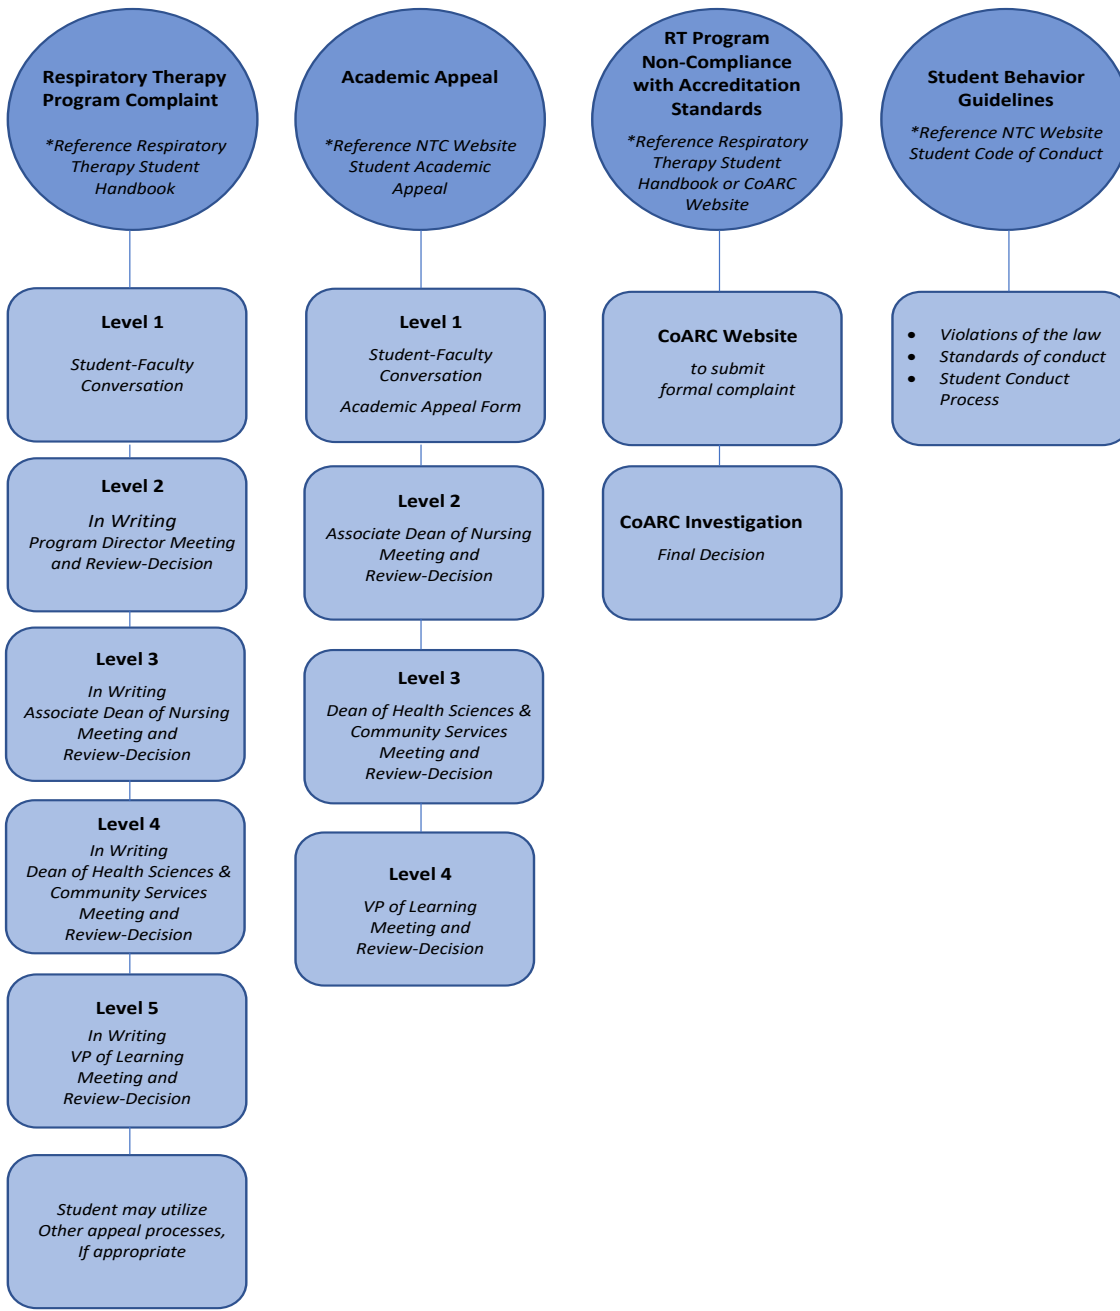 Respiratory Therapy
Program Complaint
*Reference Respiratory
Therapy Student
Handbook
Level 1
Student-Faculty
Conversation
Level 2
In Writing
Program Director Meeting
and Review-Decision
Level 3
In Writing
Associate Dean of Nursing
Meeting and
Review-Decision
Level 4
In Writing
Dean of Health Sciences &
Community Services
Meeting and
Review-Decision
Level 5
In Writing
VP of Learning
Meeting and
Review-Decision
Student may utilize
Other appeal processes,
If appropriate
Academic Appeal
*Reference NTC Website
Student Academic
Appeal
Level 1
Student-Faculty
Conversation
Academic Appeal Form
Level 2
Associate Dean of Nursing
Meeting and
Review-Decision
Level 3
Dean of Health Sciences &
Community Services
Meeting and
Review-Decision
Level 4
VP of Learning
Meeting and
Review-Decision
RT Program
Non-Compliance
with Accreditation
Standards
*Reference Respiratory
Therapy Student
Handbook or CoARC
Website
CoARC Website
to submit
formal complaint
CoARC Investigation
Final Decision
Student Behavior
Guidelines
*Reference NTC Website
Student Code of Conduct
• Violations of the law
• Standards of conduct
• Student Conduct
Process